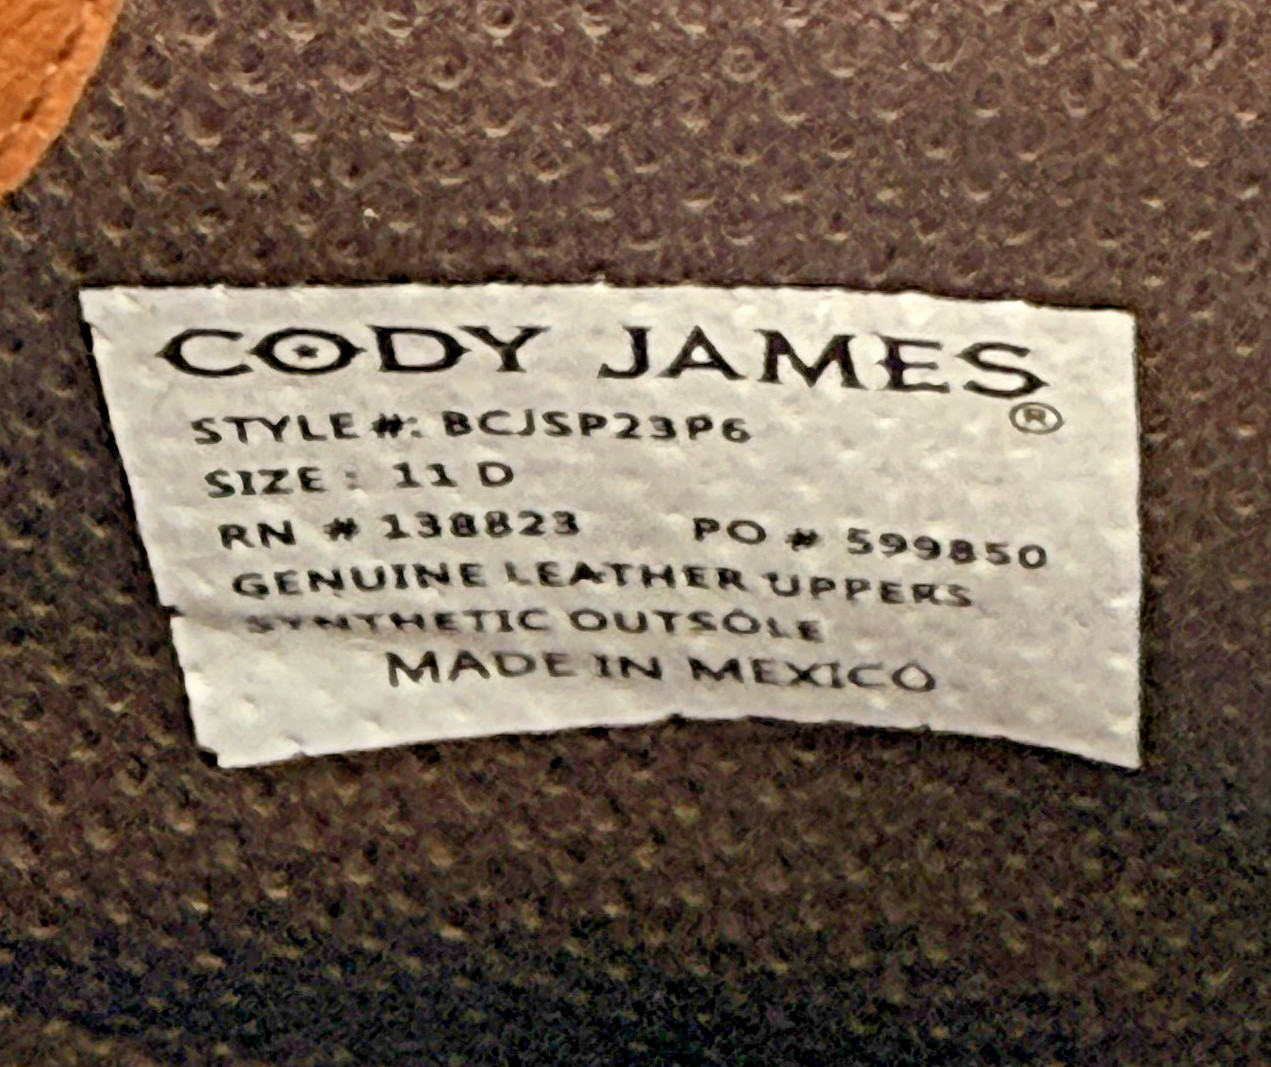 CODY JAMES®
STYLE #: BCJSP23P6
SIZE : 11 D
RN # 138823 PO # 599850
GENUINE LEATHER UPPERS
SYNTHETIC OUTSOLE
MADE IN MEXICO